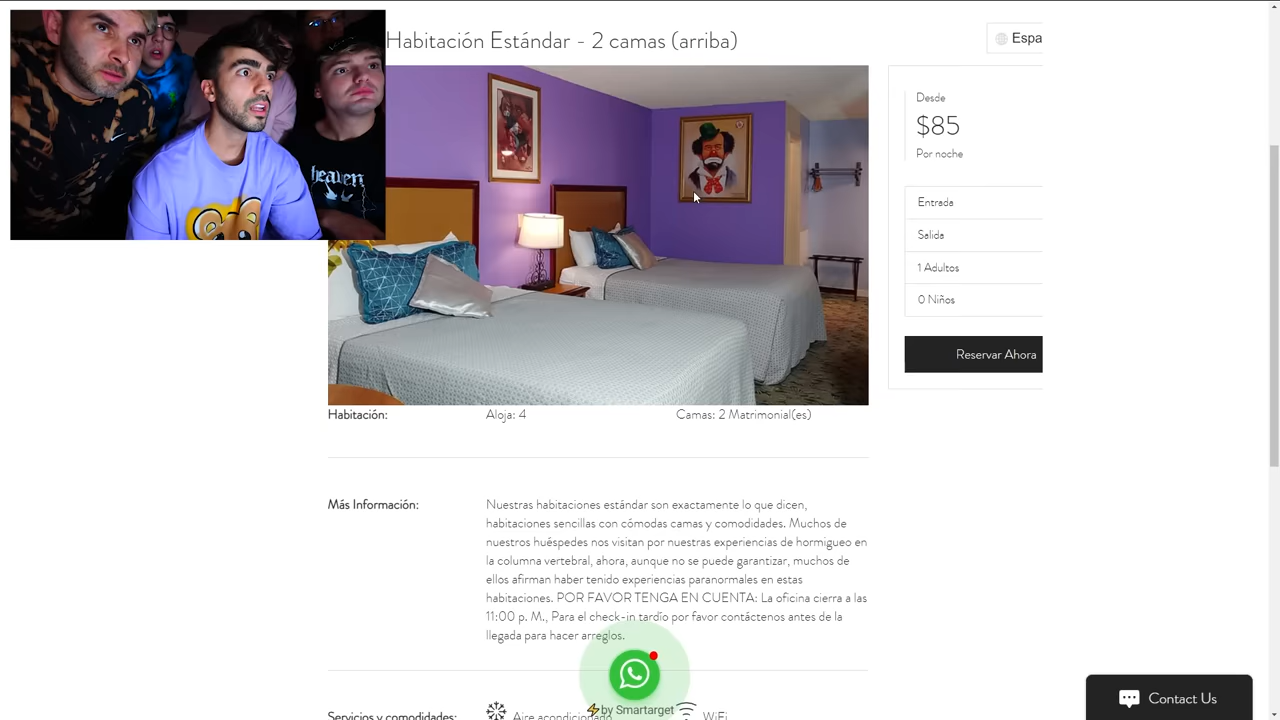 Habitación Estándar - 2 camas (arriba)
Espa
Desde
$85
Por noche
Entrada
Salida
1 Adultos
0 Niños
Reservar Ahora
heaven
Habitación:
Aloja: 4
Camas: 2 Matrimonial(es)
Más Información:
Nuestras habitaciones estándar son exactamente lo que dicen,
habitaciones sencillas con cómodas camas y comodidades. Muchos de
nuestros huéspedes nos visitan por nuestras experiencias de hormigueo en
la columna vertebral, ahora, aunque no se puede garantizar, muchos de
ellos afirman haber tenido experiencias paranormales en estas
habitaciones. POR FAVOR TENGA EN CUENTA: La oficina cierra a las
11:00 p. M., Para el check-in tardío por favor contáctenos antes de la
llegada para hacer arreglos.
Servicios y comodidades:
Aire acondicionado
by Smartarget
WiFi
Contact Us